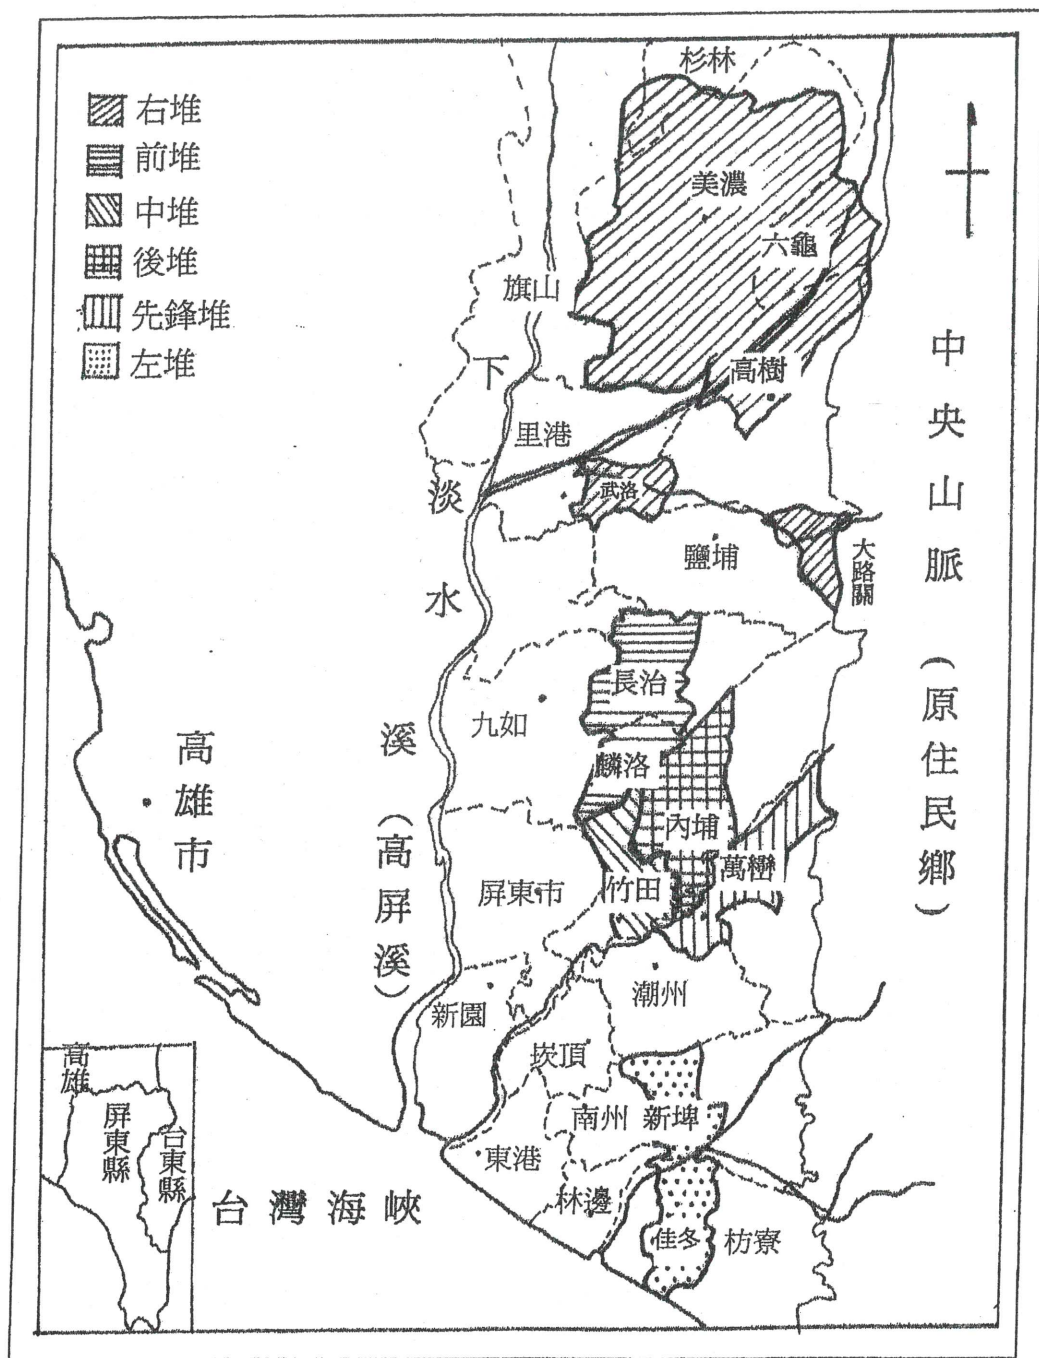 右堆
前堆
中堆
後堆
先鋒堆
左堆
杉林
美濃
六龜
旗山
高樹
里港
武洛
鹽埔
大路關
長治
九如
麟洛
內埔
萬巒
竹田
屏東市
潮州
新園
崁頂
南州
新埤
東港
林邊
佳冬
枋寮
下淡水溪(高屏溪)
中央山脈(原住民鄉)
高雄市
台灣海峽
高雄
屏東縣
台東縣